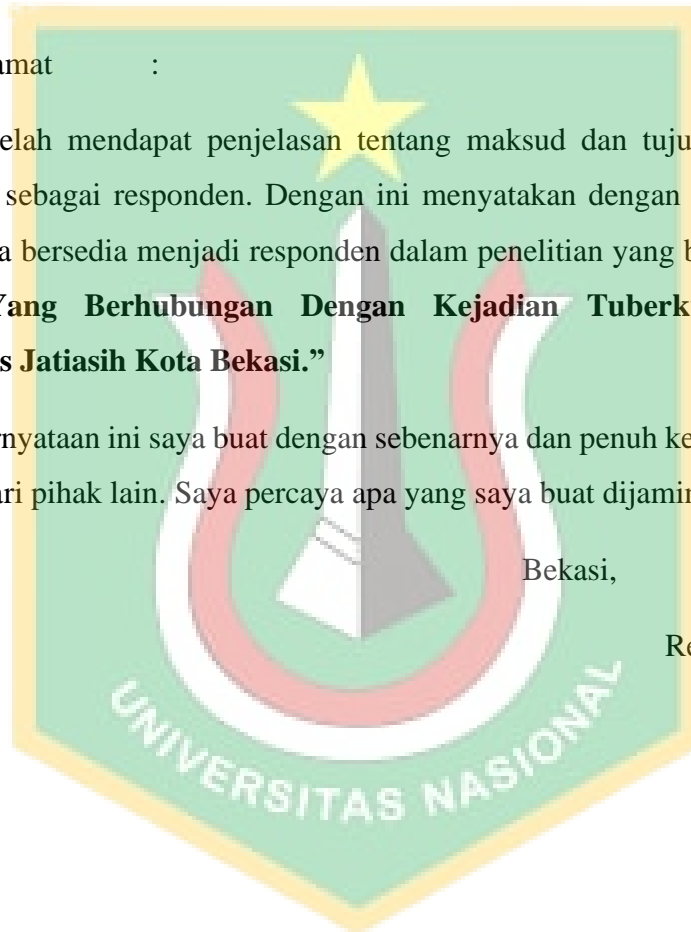 amat :
elah mendapat penjelasan tentang maksud dan tuju
sebagai responden. Dengan ini menyatakan dengan
a bersedia menjadi responden dalam penelitian yang b
Yang Berhubungan Dengan Kejadian Tuberk
s Jatiasih Kota Bekasi.”
rnyataan ini saya buat dengan sebenarnya dan penuh ke
ari pihak lain. Saya percaya apa yang saya buat dijamin
Bekasi,
Re
UNIVERSITAS NASIONAL